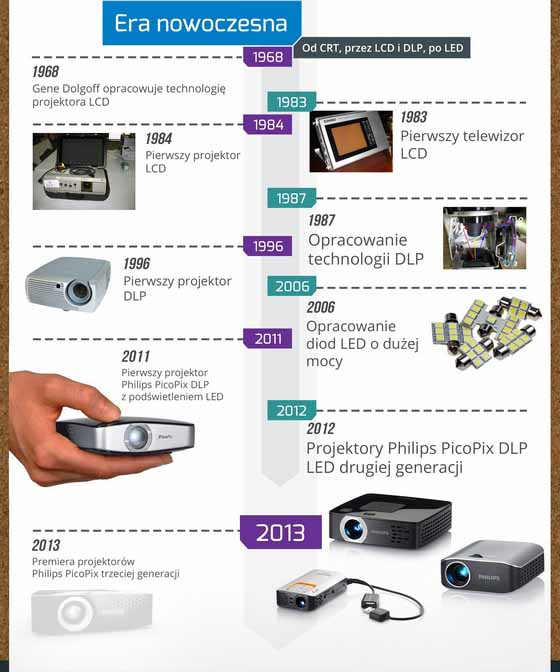 Era nowoczesna
Od CRT, przez LCD i DLP, po LED
1968
1968
Gene Dolgoff opracowuje technologię
projektora LCD
1983
1983
Pierwszy telewizor
LCD
1984
1984
Pierwszy projektor
LCD
1987
1987
Opracowanie
technologii DLP
1996
1996
Pierwszy projektor
DLP
2006
2006
Opracowanie
diod LED o dużej
mocy
2011
2011
Pierwszy projektor
Philips PicoPix DLP
z podświetleniem LED
PicoPix
2012
2012
Projektory Philips PicoPix DLP
LED drugiej generacji
2013
2013
Premiera projektorów
Philips PicoPix trzeciej generacji
PHILIPS
PHILIPS